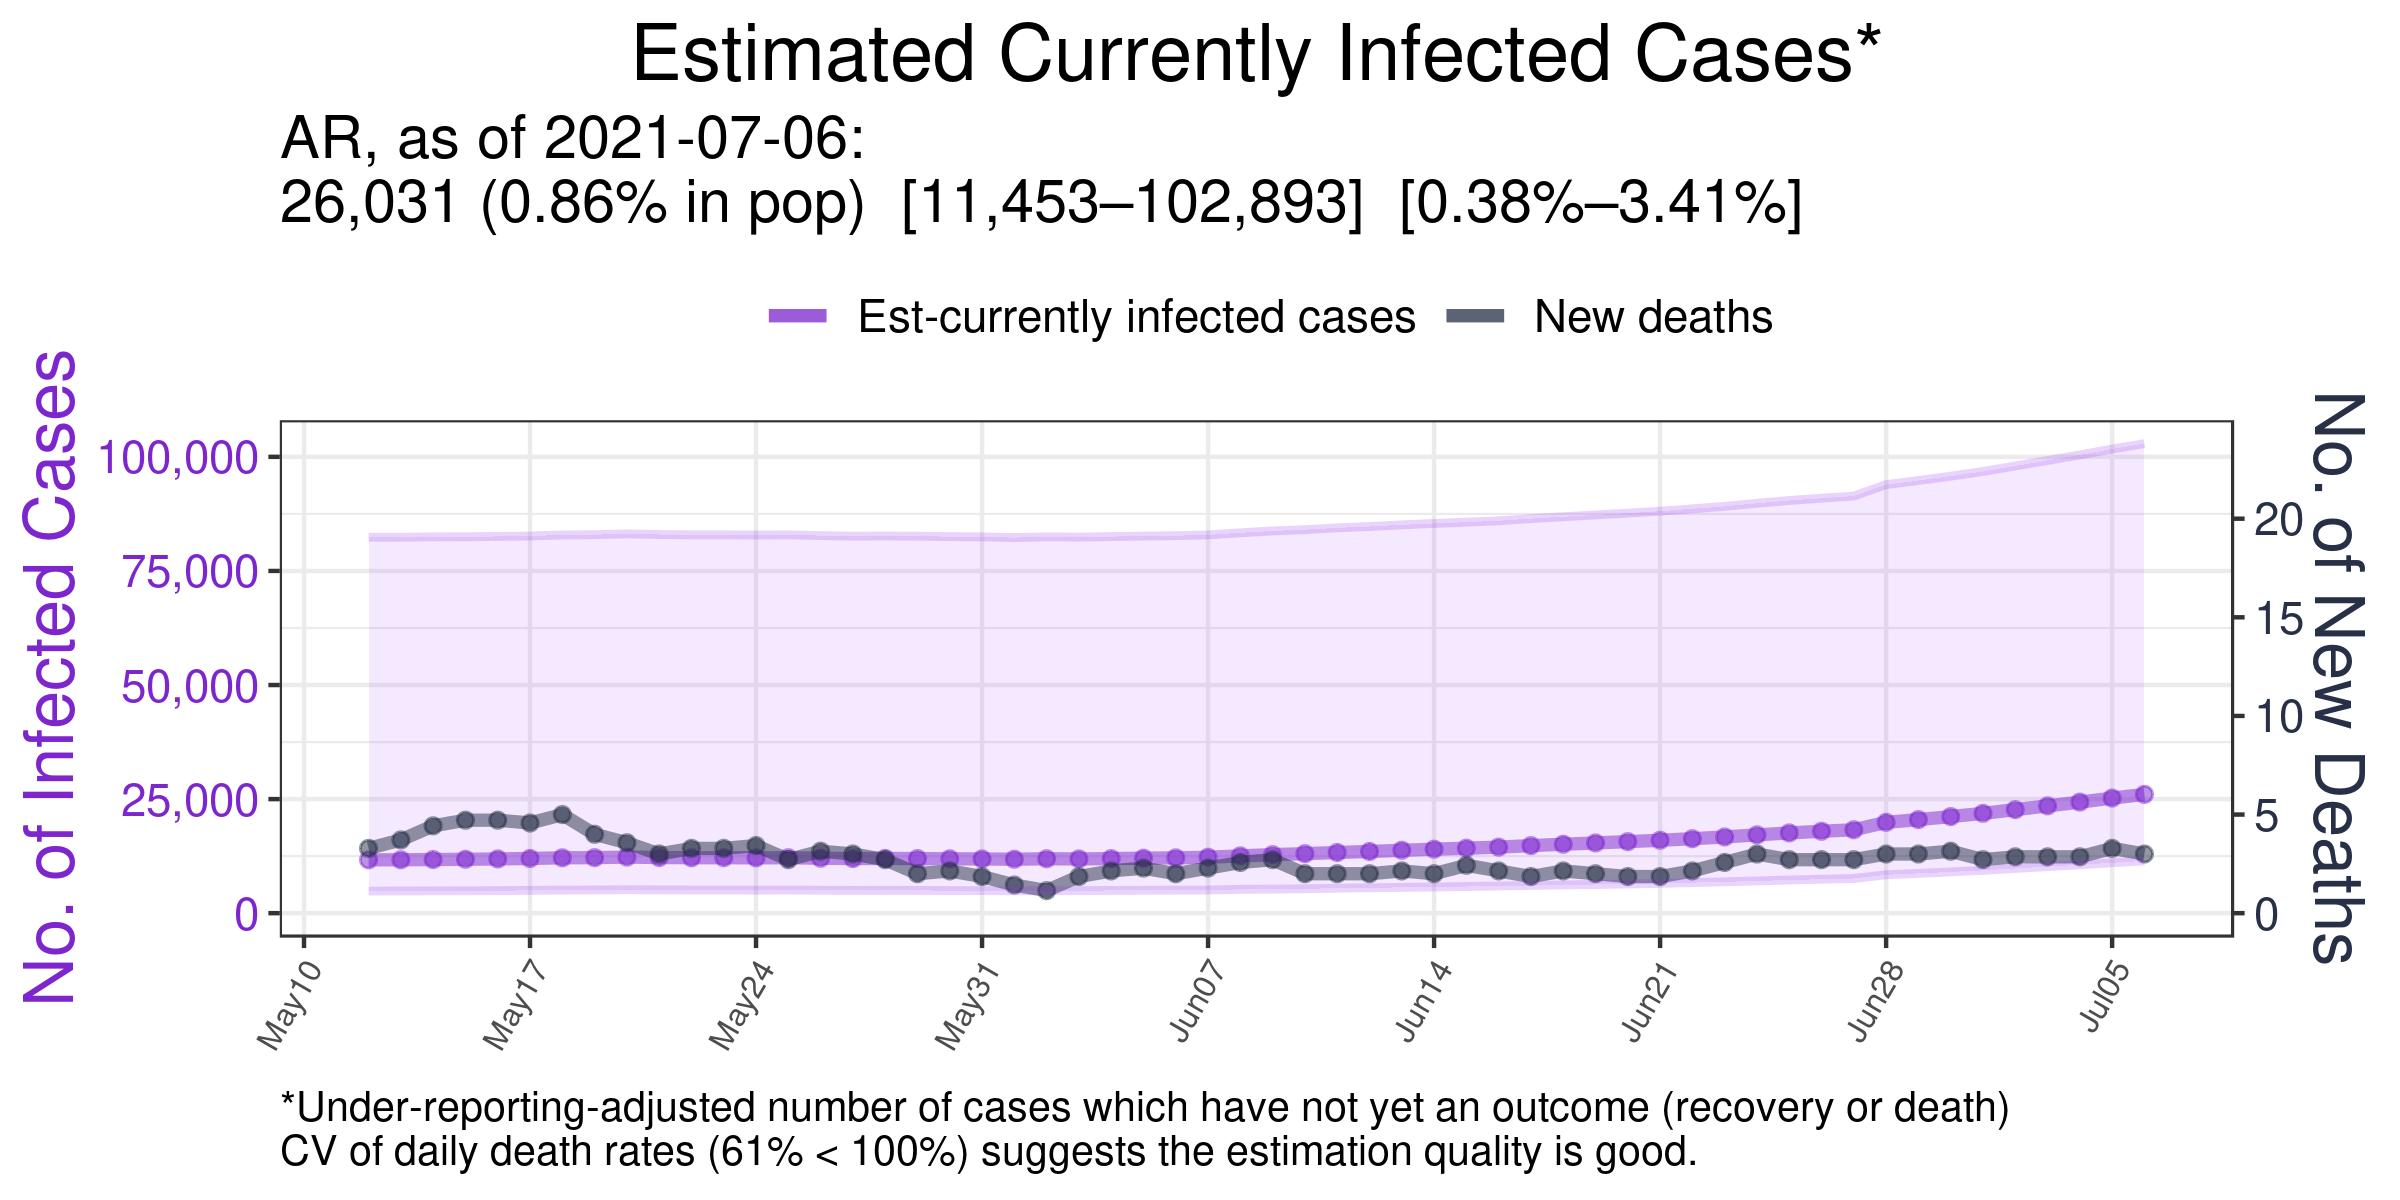 Estimated Currently Infected Cases*
AR, as of 2021-07-06:
26,031 (0.86% in pop)  [11,453–102,893]  [0.38%–3.41%]
Est-currently infected cases
New deaths
No. of Infected Cases
100,000
75,000
50,000
25,000
0
20
15
10
5
0
No. of New Deaths
May10
May17
May24
May31
Jun07
Jun14
Jun21
Jun28
Jul05
*Under-reporting-adjusted number of cases which have not yet an outcome (recovery or death)
CV of daily death rates (61% < 100%) suggests the estimation quality is good.